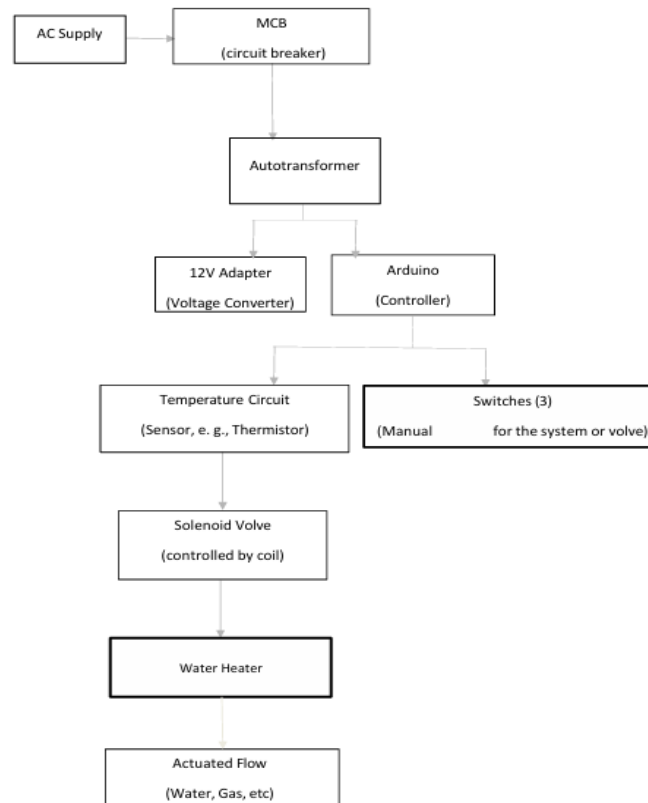 AC Supply
MCB
(circuit breaker)
Autotransformer
12V Adapter
(Voltage Converter)
Arduino
(Controller)
Temperature Circuit
(Sensor, e. g., Thermistor)
Switches (3)
(Manual for the system or volve)
Solenoid Volve
(controlled by coil)
Water Heater
Actuated Flow
(Water, Gas, etc)